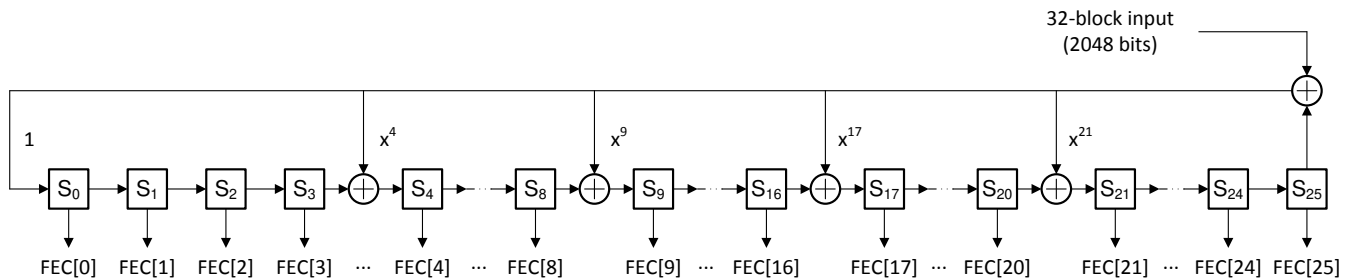 32-block input
(2048 bits)
1 x⁴ x⁹ x¹⁷ x²¹
S₀ S₁ S₂ S₃ S₄ ... S₈ S₉ ... S₁₆ S₁₇ ... S₂₀ S₂₁ ... S₂₄ S₂₅
FEC[0] FEC[1] FEC[2] FEC[3] ... FEC[4] ... FEC[8] FEC[9] ... FEC[16] FEC[17] ... FEC[20] FEC[21] ... FEC[24] FEC[25]